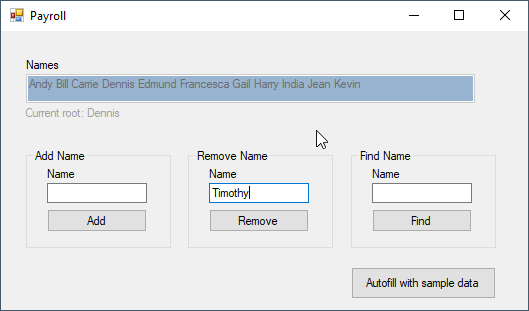 Payroll
Names
Andy Bill Carrie Dennis Edmund Francesca Gail Harry India Jean Kevin
Current root: Dennis
Add Name
Remove Name
Find Name
Name
Name
Name
Timothy
Add
Remove
Find
Autofill with sample data